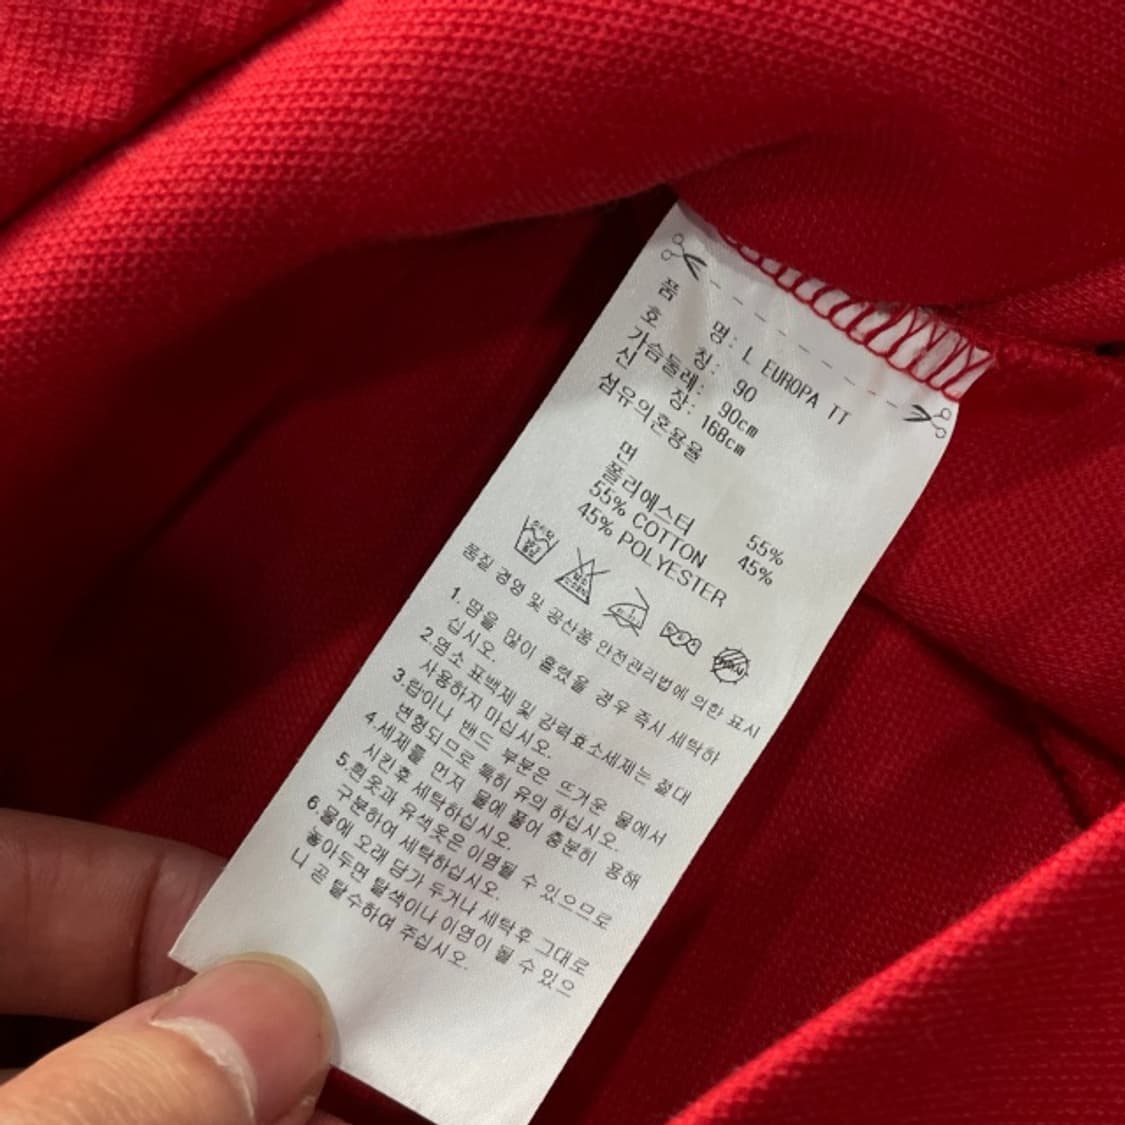 품 명: L EUROPA TT
호 칭: 90
가슴둘레: 90cm
신 장: 168cm
섬유의혼용율
면 55%
폴리에스터 45%
55% COTTON
45% POLYESTER
품질 경영 및 공산품 안전관리법에 의한 표시
1. 땀을 많이 흘렸을 경우 즉시 세탁하
십시오.
2.염소 표백제 및 강력효소세제는 절대
사용하지 마십시오.
3.립이나 밴드 부분은 뜨거운 물에서
변형되므로 특히 유의 하십시오.
4.세제를 먼저 물에 풀어 충분히 용해
시킨후 세탁하십시오.
5.흰옷과 유색옷은 이염될 수 있으므로
구분하여 세탁하십시오.
6.물에 오래 담가 두거나 세탁후 그대로
놓아두면 탈색이나 이염이 될 수 있으
니 곧 탈수하여 주십시오.